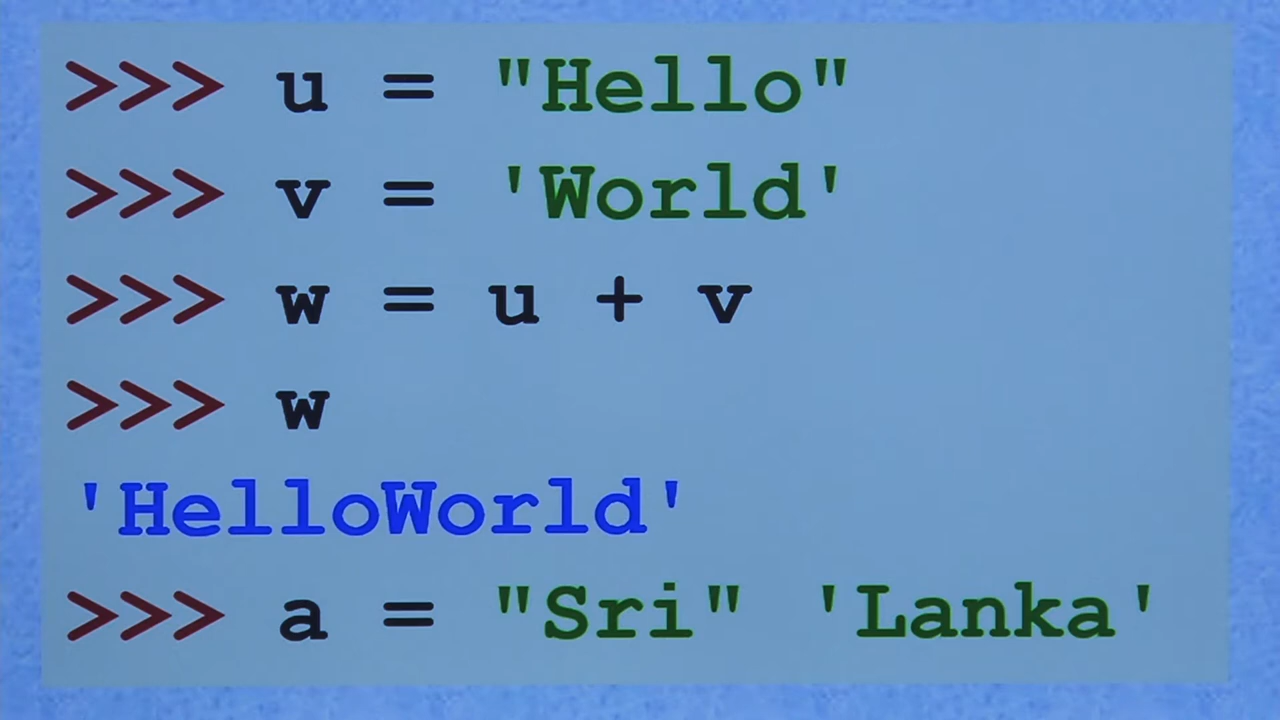 >>> u = "Hello"
>>> v = 'World'
>>> w = u + v
>>> w
'HelloWorld'
>>> a = "Sri" 'Lanka'